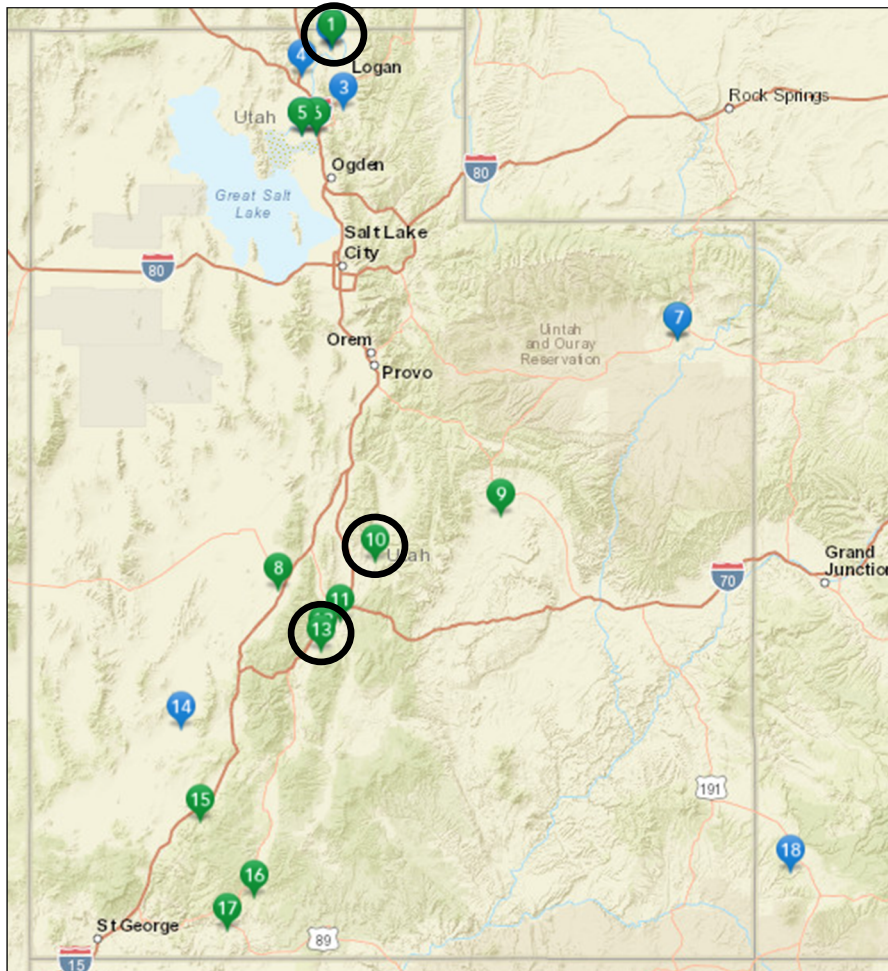 1
4
Logan
3
Rock Springs
Utah
5
6
Ogden
80
Great Salt
Lake
Salt Lake
City
80
7
Orem
Uintah
and Ouray
Reservation
Provo
9
10
Utah
8
Grand
Junction
70
11
13
14
191
15
18
16
17
St George
89
15